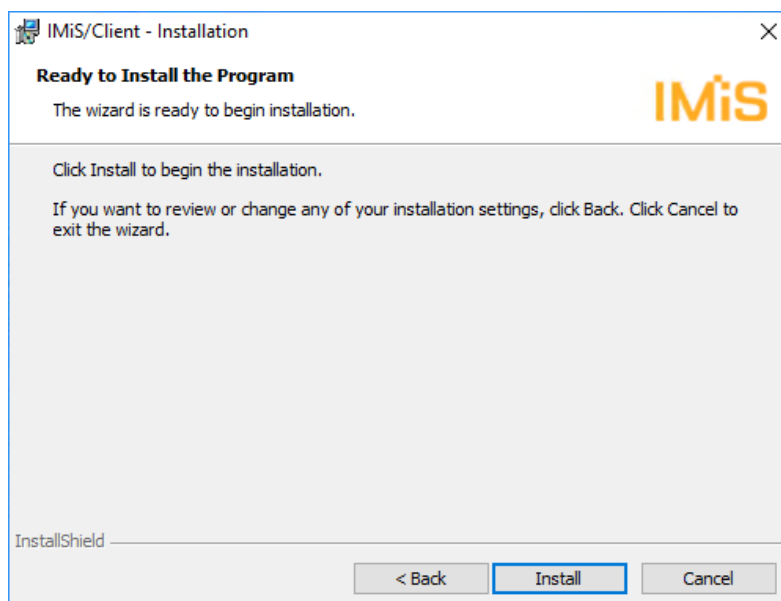 IMiS/Client - Installation
Ready to Install the Program
The wizard is ready to begin installation.
IMiS
Click Install to begin the installation.
If you want to review or change any of your installation settings, click Back. Click Cancel to
exit the wizard.
InstallShield
< Back
Install
Cancel